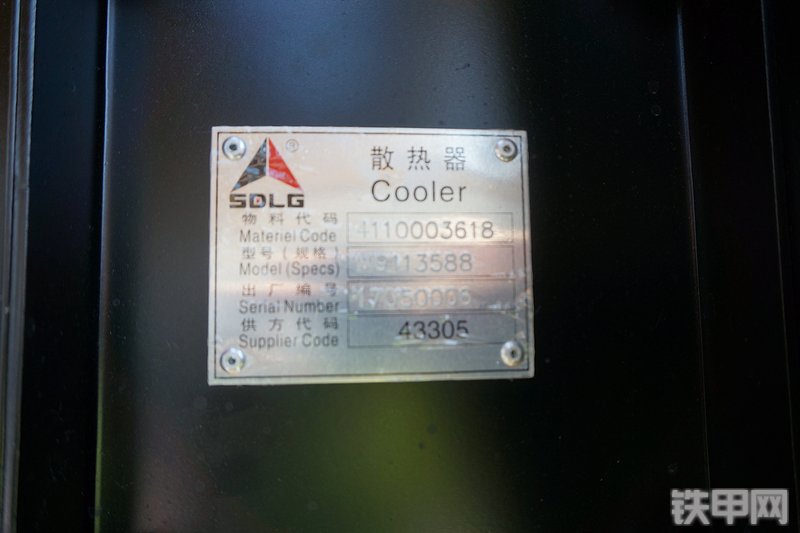 SDLG ®
散热器
Cooler
物料代码
Materiel Code 4110003618
型号(规格)
Model(Specs)
出厂编号
Serial Number
供方代码
Supplier Code 43305
铁甲网